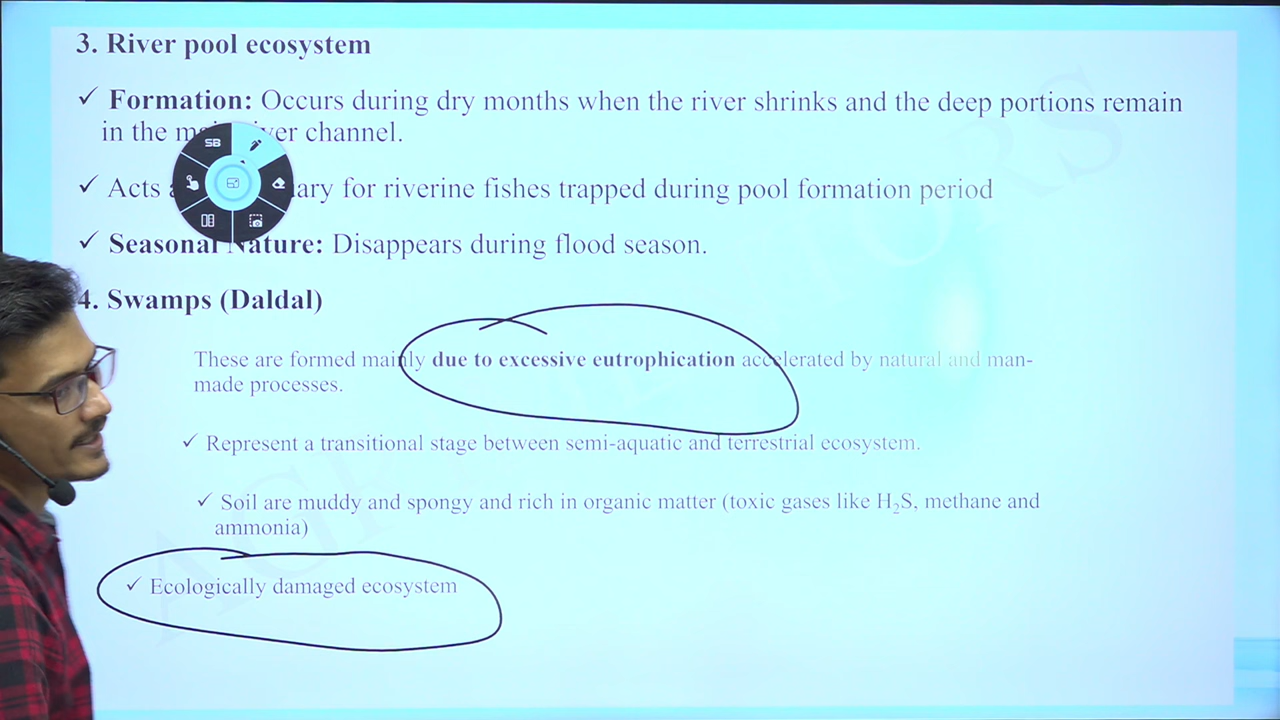 3. River pool ecosystem
✓ Formation: Occurs during dry months when the river shrinks and the deep portions remain
in the river channel.
SB
✓ Acts for riverine fishes trapped during pool formation period
✓ Seasonal Nature: Disappears during flood season.
4. Swamps (Daldal)
These are formed mainly due to excessive eutrophication accelerated by natural and man-
made processes.
✓ Represent a transitional stage between semi-aquatic and terrestrial ecosystem.
✓ Soil are muddy and spongy and rich in organic matter (toxic gases like H₂S, methane and
ammonia)
✓ Ecologically damaged ecosystem